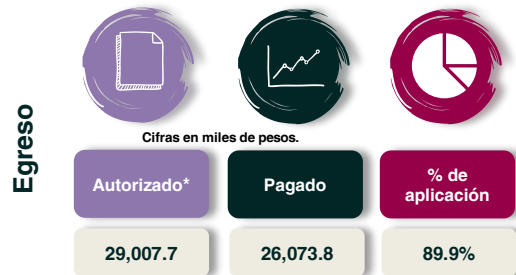 Egreso
Cifras en miles de pesos.
Autorizado*
Pagado
% de
aplicación
29,007.7
26,073.8
89.9%